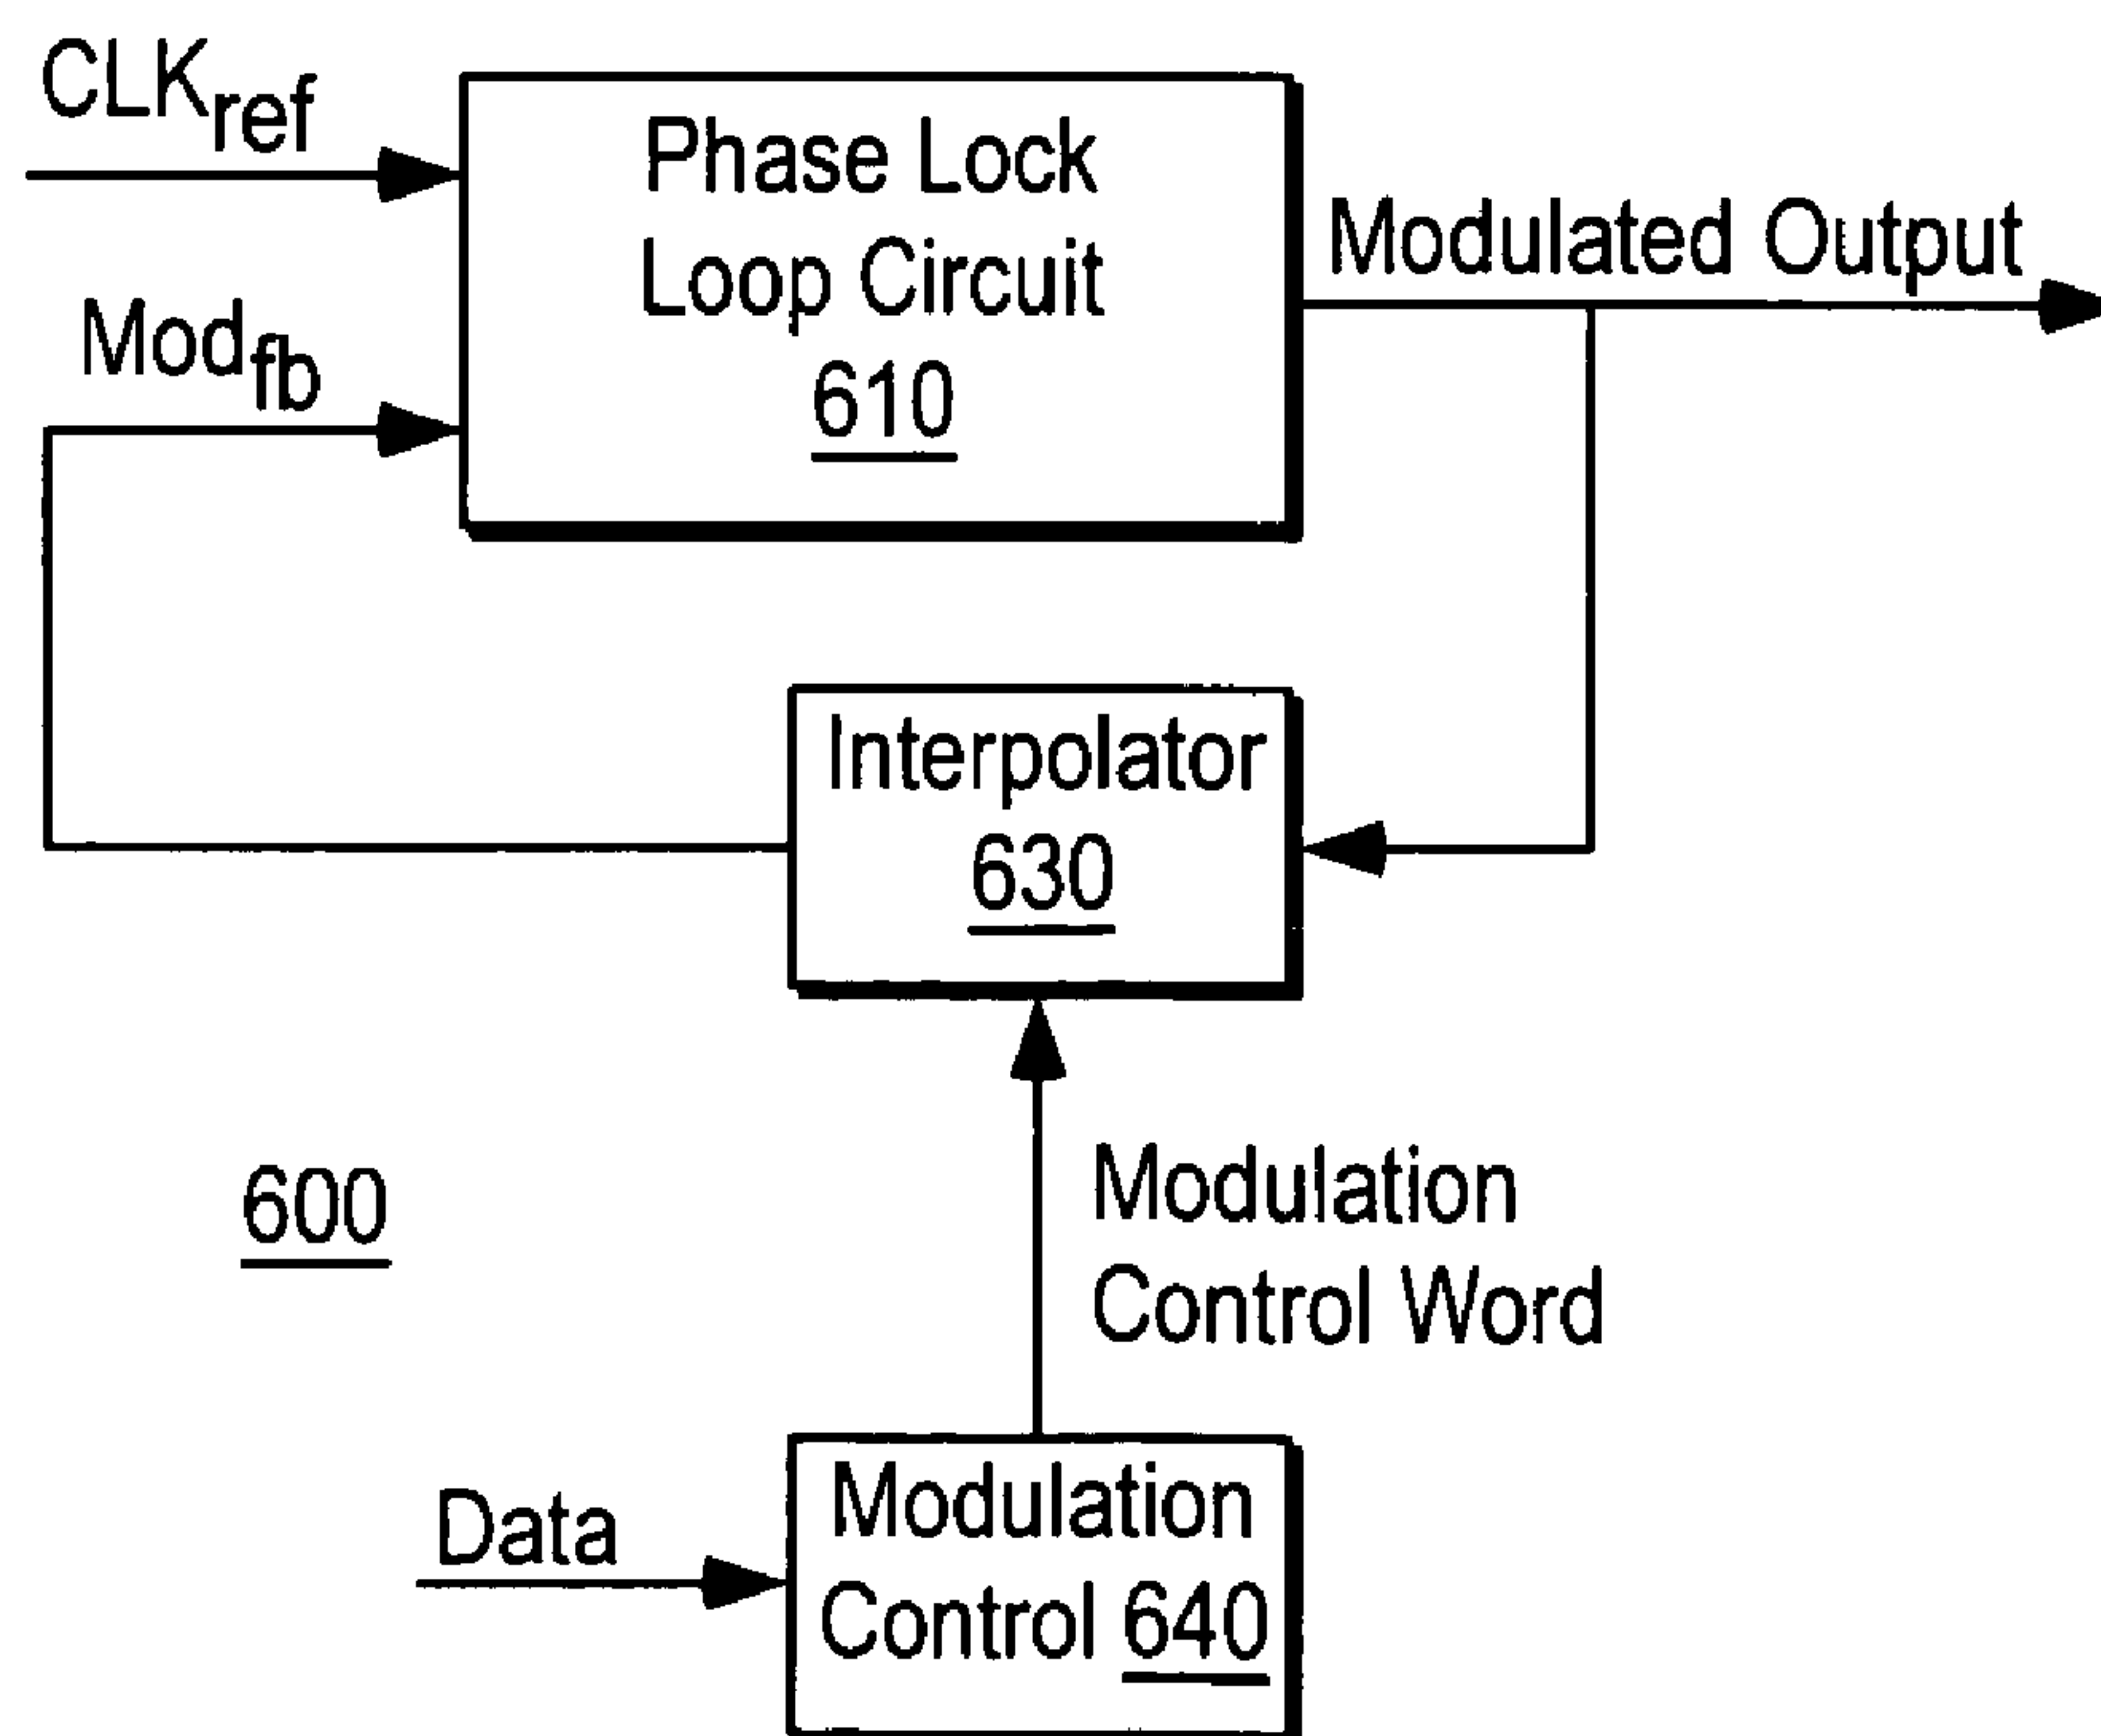 CLKref
Phase Lock
Loop Circuit
610
Modulated Output
Modfb
Interpolator
630
600
Modulation
Control Word
Data
Modulation
Control 640